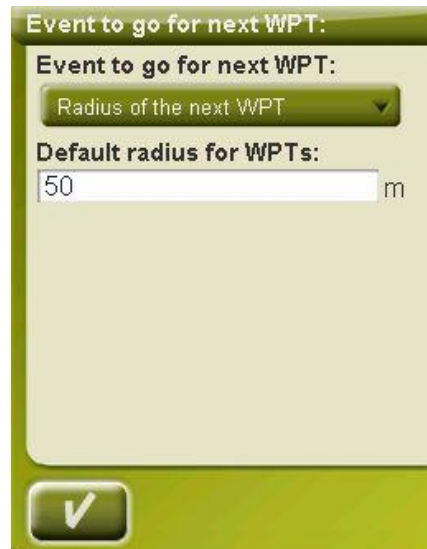 Event to go for next WPT:
Event to go for next WPT:
Radius of the next WPT
Default radius for WPTs:
50 m